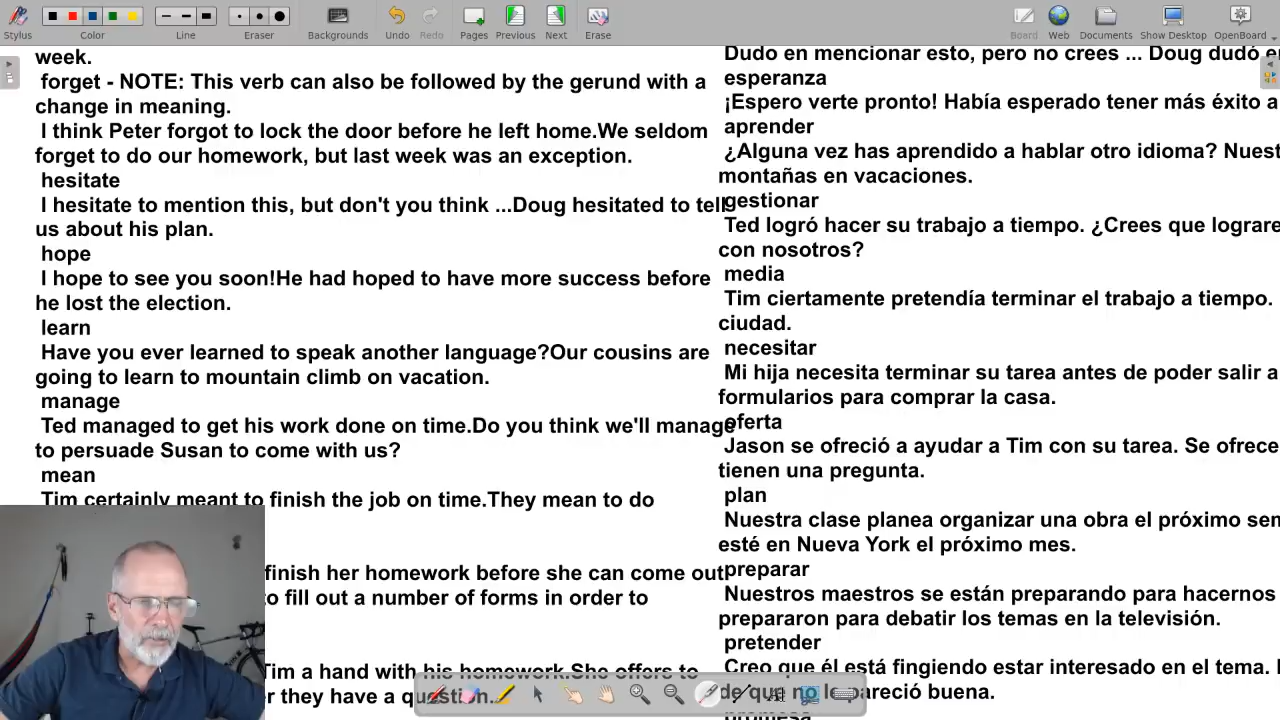 Stylus
Color
Line
Eraser
Backgrounds
Undo
Redo
Pages
Previous
Next
Erase
Board
Web
Documents
Show Desktop
OpenBoard
week.
forget - NOTE: This verb can also be followed by the gerund with a
change in meaning.
I think Peter forgot to lock the door before he left home.We seldom
forget to do our homework, but last week was an exception.
hesitate
I hesitate to mention this, but don't you think ...Doug hesitated to tell
us about his plan.
hope
I hope to see you soon!He had hoped to have more success before
he lost the election.
learn
Have you ever learned to speak another language?Our cousins are
going to learn to mountain climb on vacation.
manage
Ted managed to get his work done on time.Do you think we'll manage
to persuade Susan to come with us?
mean
Tim certainly meant to finish the job on time.They mean to do
finish her homework before she can come out.
to fill out a number of forms in order to
Tim a hand with his homework.She offers to
they have a question.
Dudo en mencionar esto, pero no crees ... Doug dudó
esperanza
¡Espero verte pronto! Había esperado tener más éxito a
aprender
¿Alguna vez has aprendido a hablar otro idioma? Nuest
montañas en vacaciones.
gestionar
Ted logró hacer su trabajo a tiempo. ¿Crees que lograre
con nosotros?
media
Tim ciertamente pretendía terminar el trabajo a tiempo.
ciudad.
necesitar
Mi hija necesita terminar su tarea antes de poder salir a
formularios para comprar la casa.
oferta
Jason se ofreció a ayudar a Tim con su tarea. Se ofrece
tienen una pregunta.
plan
Nuestra clase planea organizar una obra el próximo sem
esté en Nueva York el próximo mes.
preparar
Nuestros maestros se están preparando para hacernos
prepararon para debatir los temas en la televisión.
pretender
Creo que él está fingiendo estar interesado en el tema.
de que no le pareció buena.
promesa